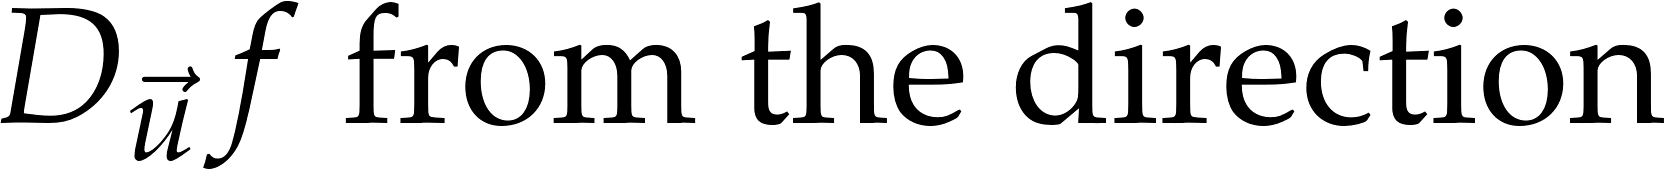 $D_{\vec{u}} f$ from the direction